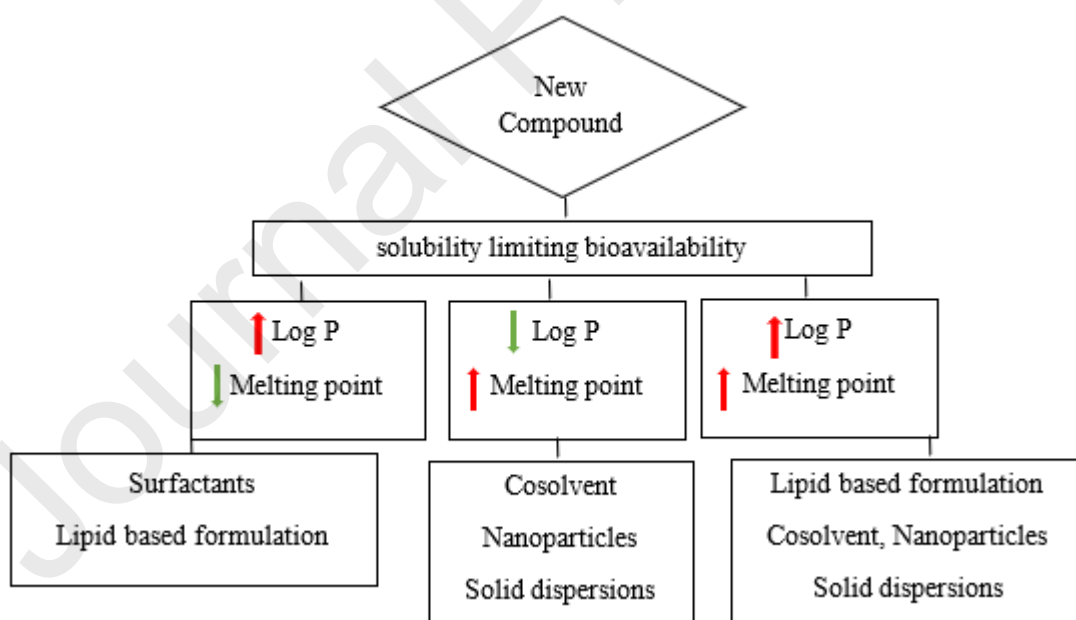 Journal P
New
Compound
solubility limiting bioavailability
Log P
Melting point
Log P
Melting point
Log P
Melting point
Surfactants
Lipid based formulation
Cosolvent
Nanoparticles
Solid dispersions
Lipid based formulation
Cosolvent, Nanoparticles
Solid dispersions